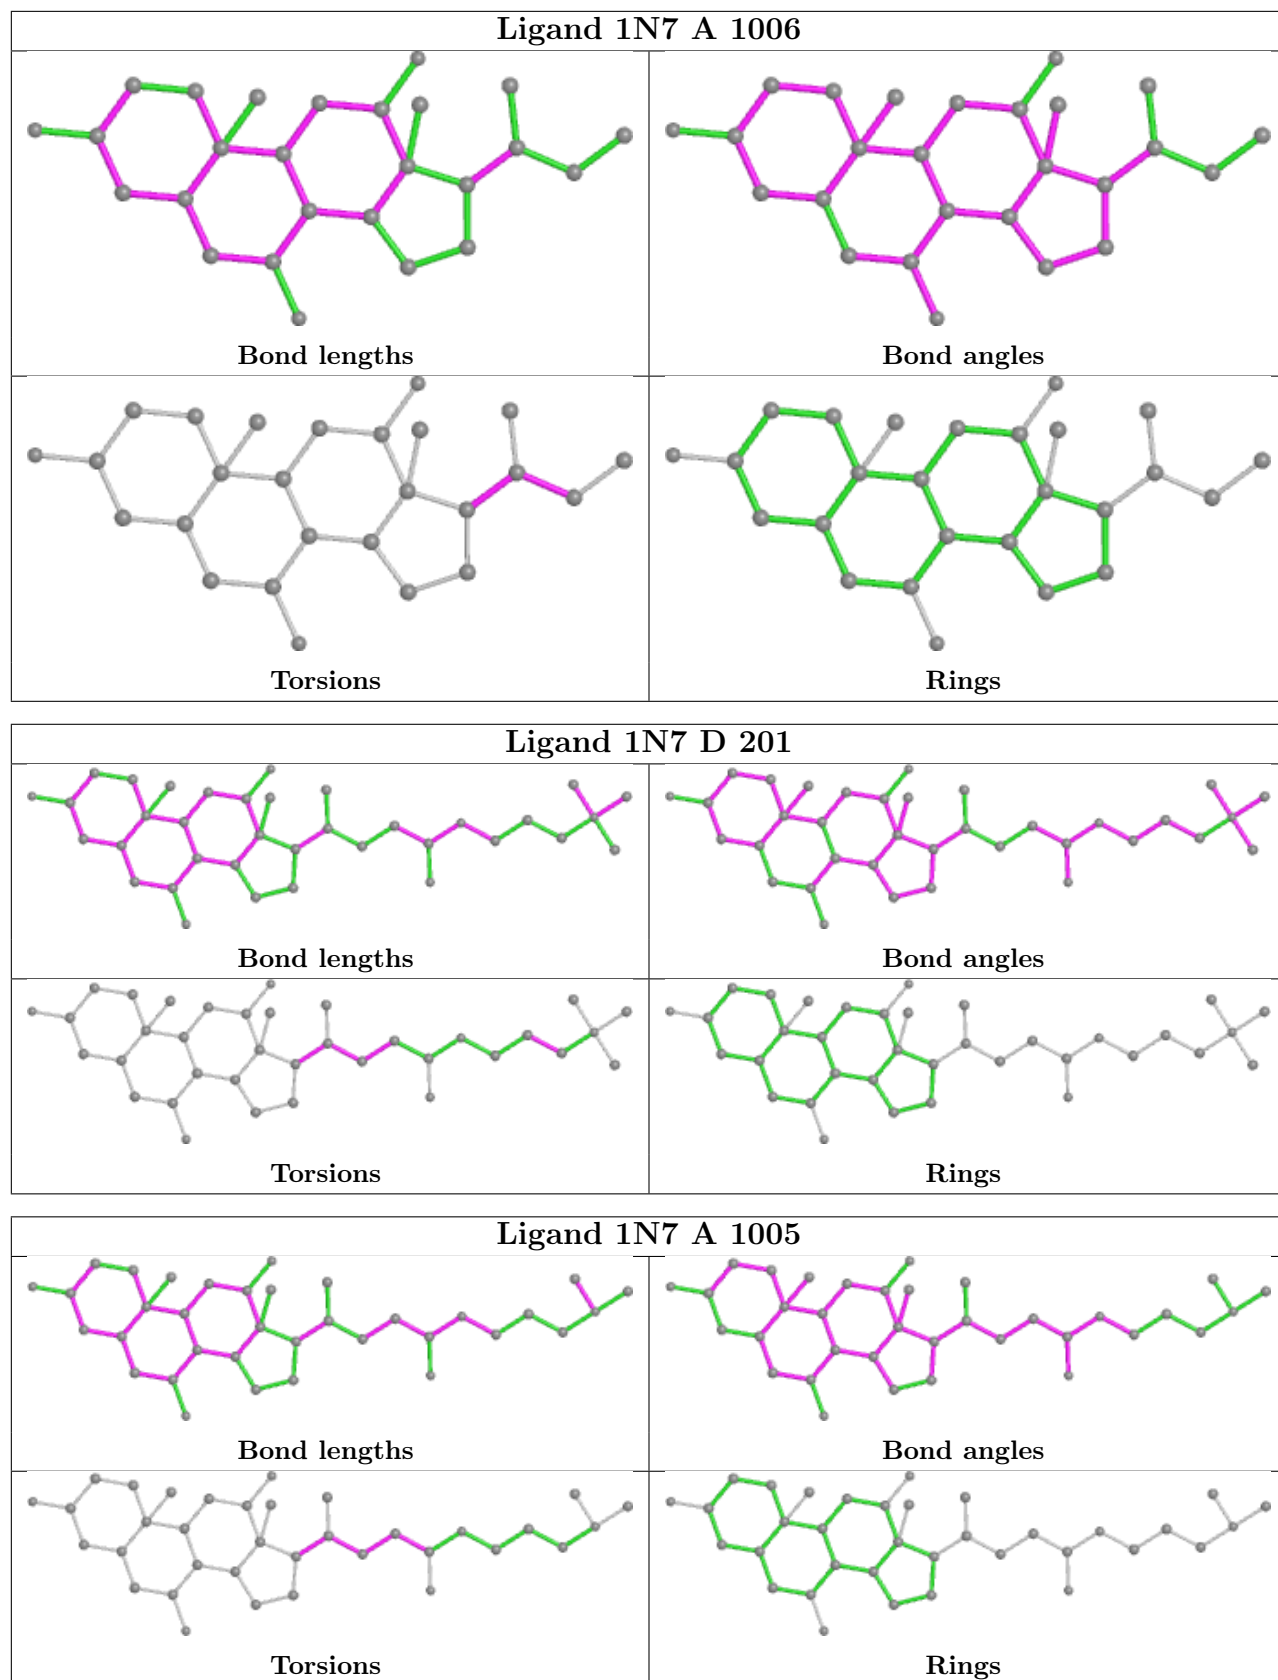 Ligand 1N7 A 1006
Bond lengths
Bond angles
Torsions
Rings
Ligand 1N7 D 201
Bond lengths
Bond angles
Torsions
Rings
Ligand 1N7 A 1005
Bond lengths
Bond angles
Torsions
Rings